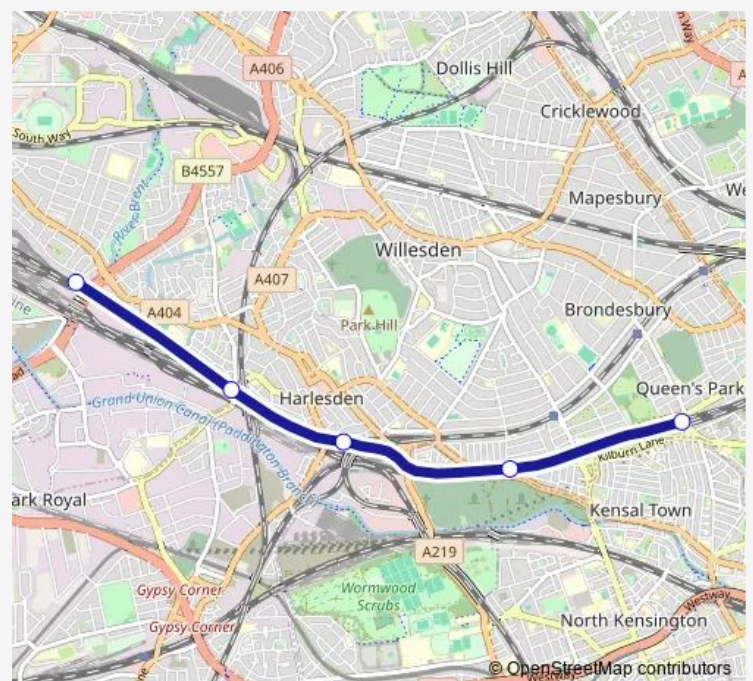 A406
Dollis Hill
Cricklewood
A
South Way
B4557
River Brent
Mapesbury
We
Willesden
A407
A404
Park Hill
Brondesbury
Harlesden
Queen's Park
Grand Union Canal (Paddington Branch)
Kilburn Lane
ark Royal
Kensal Town
A219
Gypsy Corner
Wormwood
Scrubs
Westway
Gypsy Corner
North Kensington
© OpenStreetMap contributors